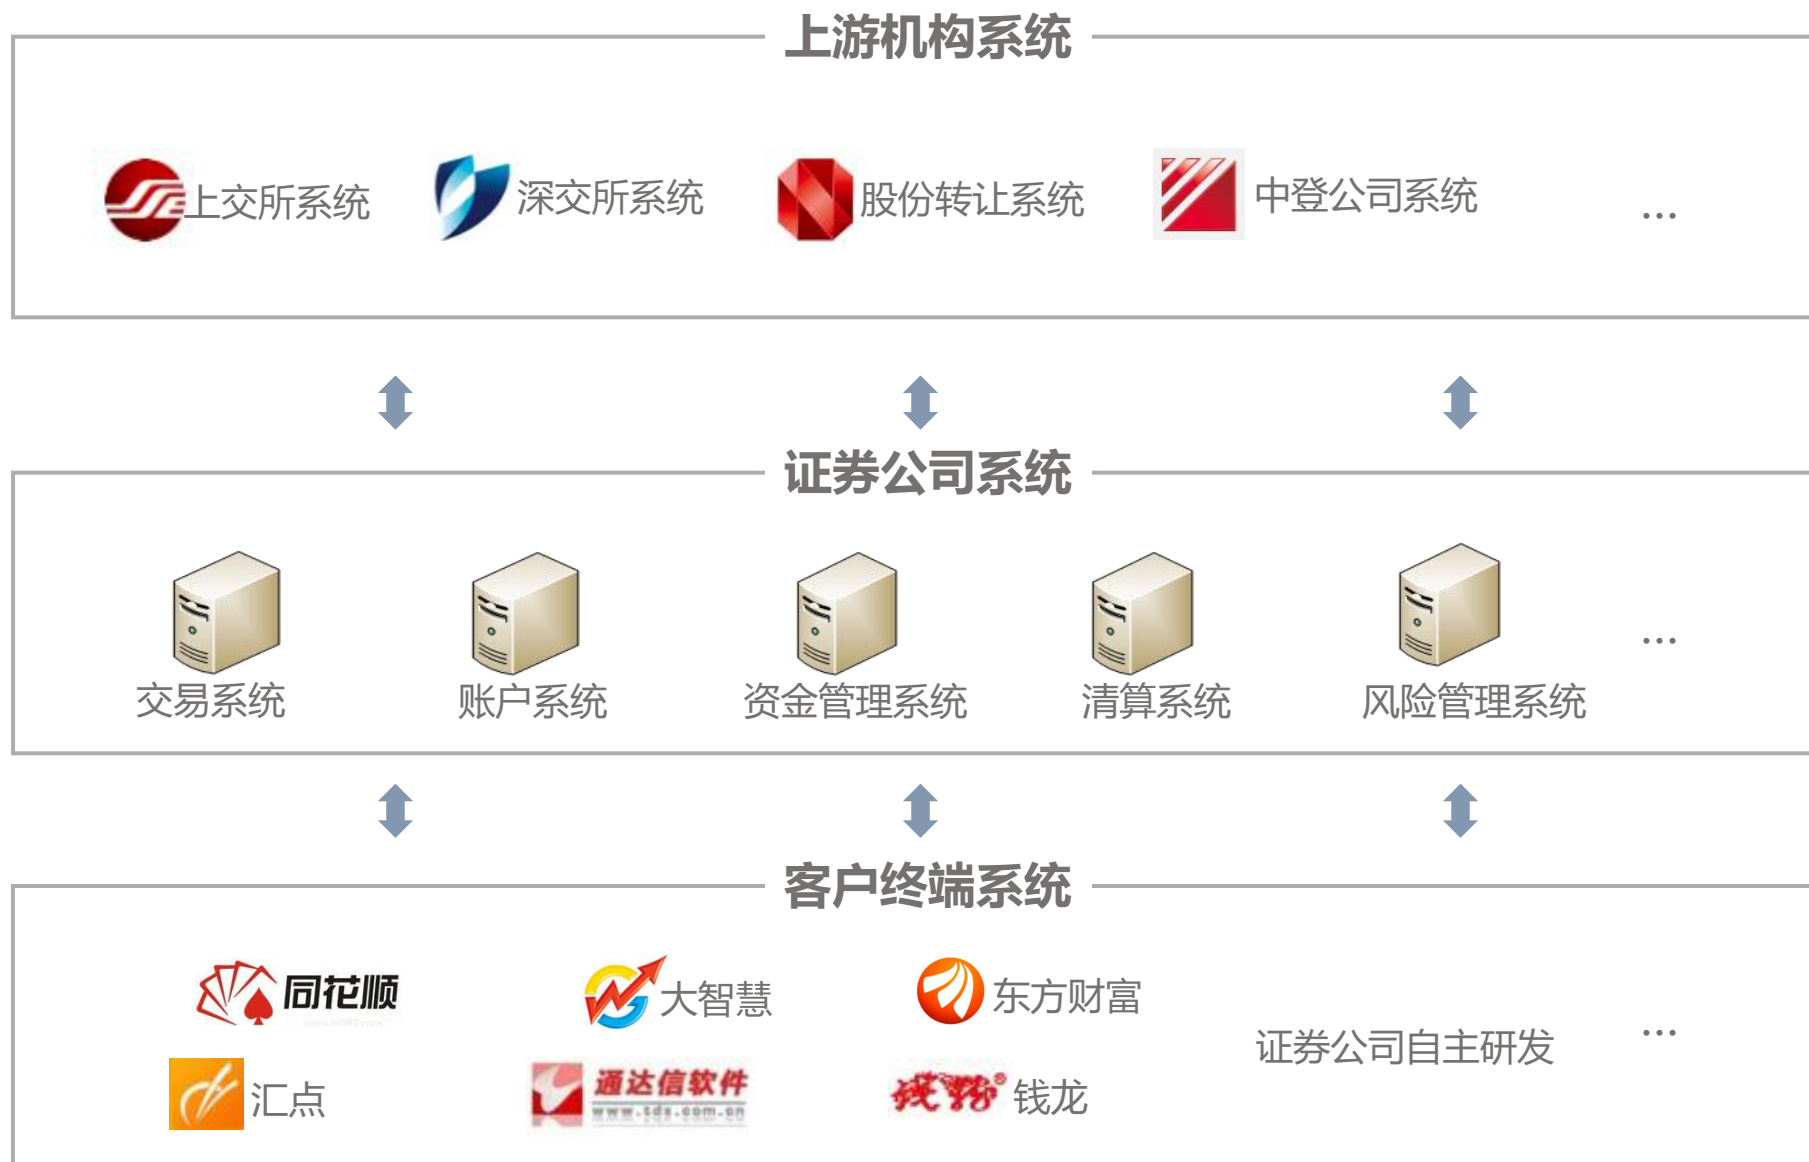 上游机构系统
上交所系统
深交所系统
股份转让系统
中登公司系统
...
证券公司系统
交易系统
账户系统
资金管理系统
清算系统
风险管理系统
...
客户终端系统
同花顺
大智慧
东方财富
证券公司自主研发
...
汇点
通达信软件
www.tdx.com.cn
钱龙®
钱龙